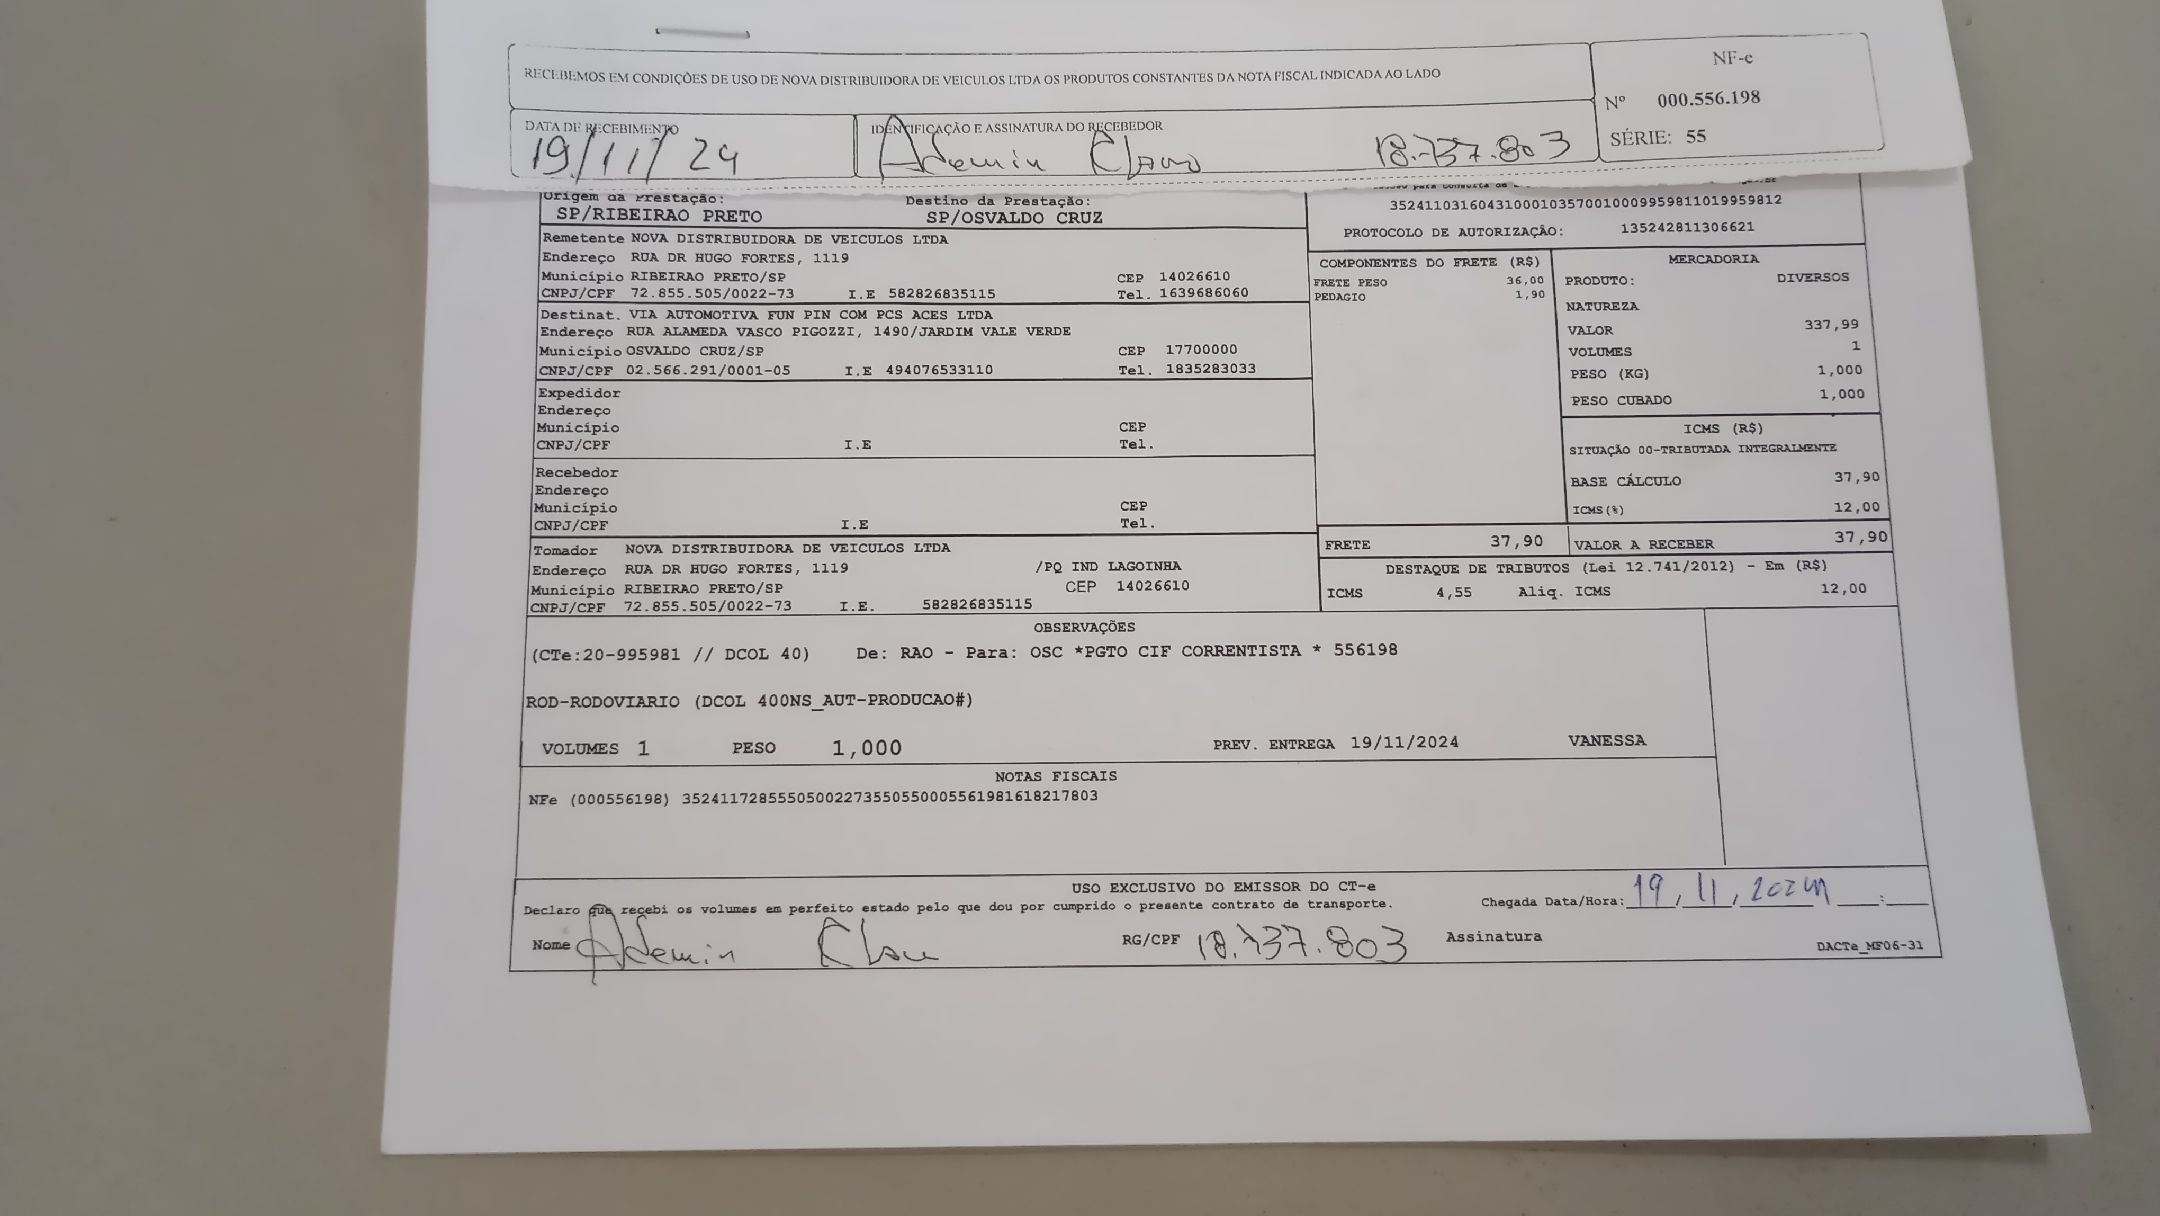 RECEBEMOS EM CONDIÇÕES DE USO DE NOVA DISTRIBUIDORA DE VEICULOS LTDA OS PRODUTOS CONSTANTES DA NOTA FISCAL INDICADA AO LADO
NF-e
Nº 000.556.198
SÉRIE: 55
DATA DE RECEBIMENTO
19/11/24
IDENTIFICAÇÃO E ASSINATURA DO RECEBEDOR
Ademin 18.737.803
Origem da Prestação: Destino da Prestação:
SP/RIBEIRAO PRETO SP/OSVALDO CRUZ
35241103160431000103570010009959811019959812
PROTOCOLO DE AUTORIZAÇÃO: 135242811306621
Remetente NOVA DISTRIBUIDORA DE VEICULOS LTDA
Endereço RUA DR HUGO FORTES, 1119
Município RIBEIRAO PRETO/SP CEP 14026610
CNPJ/CPF 72.855.505/0022-73 I.E 582826835115 Tel. 1639686060
Destinat. VIA AUTOMOTIVA FUN PIN COM PCS ACES LTDA
Endereço RUA ALAMEDA VASCO PIGOZZI, 1490/JARDIM VALE VERDE
Município OSVALDO CRUZ/SP CEP 17700000
CNPJ/CPF 02.566.291/0001-05 I.E 494076533110 Tel. 1835283033
Expedidor
Endereço
Município CEP
CNPJ/CPF I.E Tel.
Recebedor
Endereço
Município CEP
CNPJ/CPF I.E Tel.
Tomador NOVA DISTRIBUIDORA DE VEICULOS LTDA
Endereço RUA DR HUGO FORTES, 1119 /PQ IND LAGOINHA
Município RIBEIRAO PRETO/SP CEP 14026610
CNPJ/CPF 72.855.505/0022-73 I.E. 582826835115
COMPONENTES DO FRETE (R$)
FRETE PESO 36,00
PEDAGIO 1,90
MERCADORIA
PRODUTO: DIVERSOS
NATUREZA
VALOR 337,99
VOLUMES 1
PESO (KG) 1,000
PESO CUBADO 1,000
ICMS (R$)
SITUAÇÃO 00-TRIBUTADA INTEGRALMENTE
BASE CÁLCULO 37,90
ICMS(%) 12,00
FRETE 37,90 VALOR A RECEBER 37,90
DESTAQUE DE TRIBUTOS (Lei 12.741/2012) - Em (R$)
ICMS 4,55 Aliq. ICMS 12,00
OBSERVAÇÕES
(CTe:20-995981 // DCOL 40) De: RAO - Para: OSC *PGTO CIF CORRENTISTA * 556198
ROD-RODOVIARIO (DCOL 400NS_AUT-PRODUCAO#)
VOLUMES 1 PESO 1,000 PREV. ENTREGA 19/11/2024 VANESSA
NOTAS FISCAIS
NFe (000556198) 35241172855505002273550550005561981618217803
USO EXCLUSIVO DO EMISSOR DO CT-e
Declaro que recebi os volumes em perfeito estado pelo que dou por cumprido o presente contrato de transporte. Chegada Data/Hora: 19/11/2024 :
Nome Ademin RG/CPF 18.737.803 Assinatura
DACTe_MF06-31